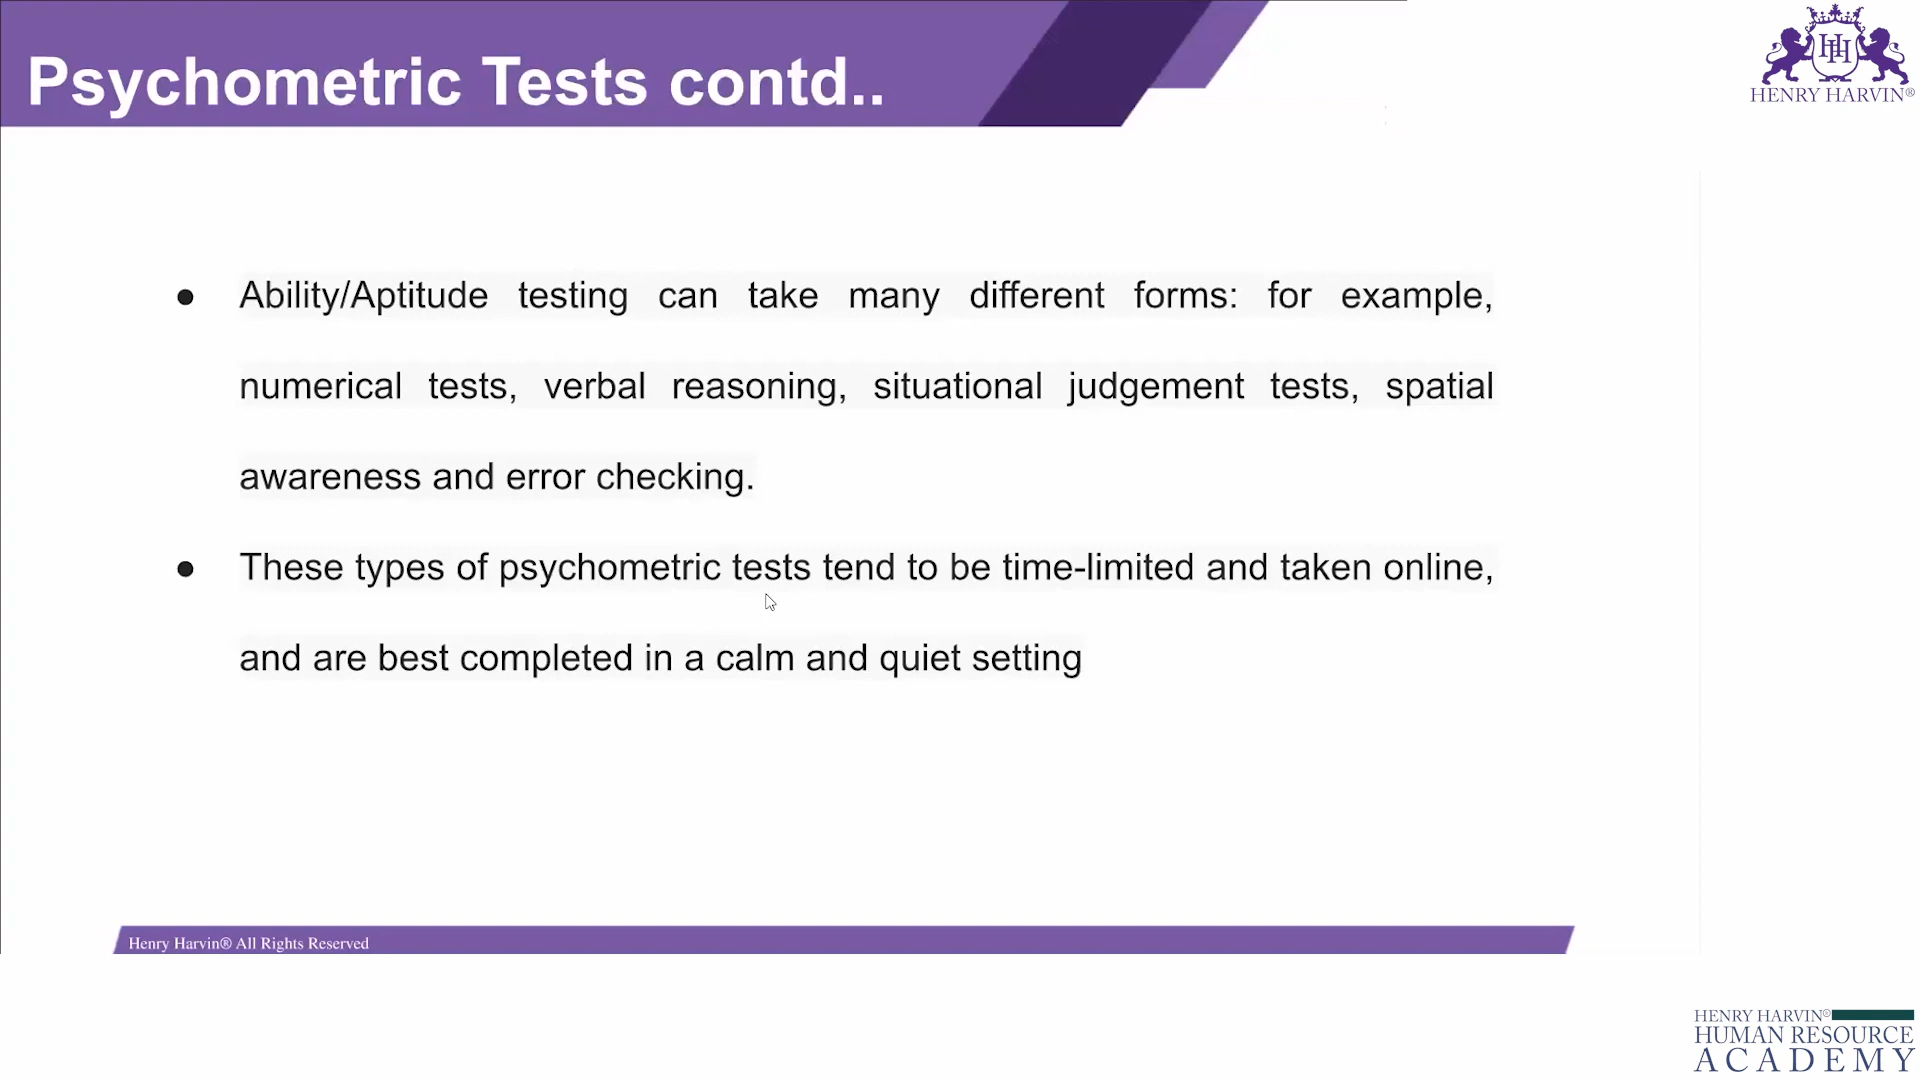 Psychometric Tests contd..
HENRY HARVIN®
● Ability/Aptitude testing can take many different forms: for example,
numerical tests, verbal reasoning, situational judgement tests, spatial
awareness and error checking.
● These types of psychometric tests tend to be time-limited and taken online,
and are best completed in a calm and quiet setting
Henry Harvin® All Rights Reserved
HENRY HARVIN®
HUMAN RESOURCE
ACADEMY